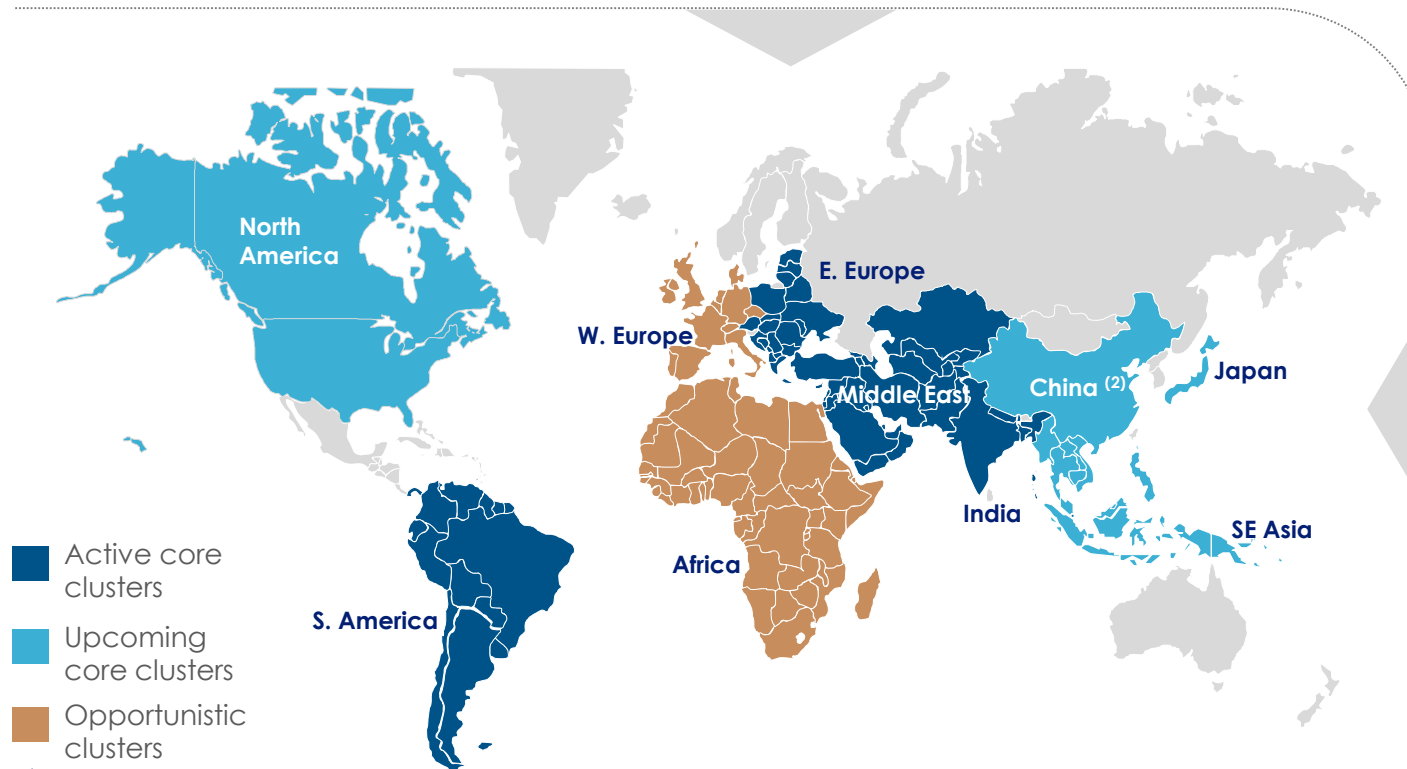 North
America
E. Europe
W. Europe
Middle East
China (2)
Japan
India
SE Asia
Africa
S. America
Active core
clusters
Upcoming
core clusters
Opportunistic
clusters